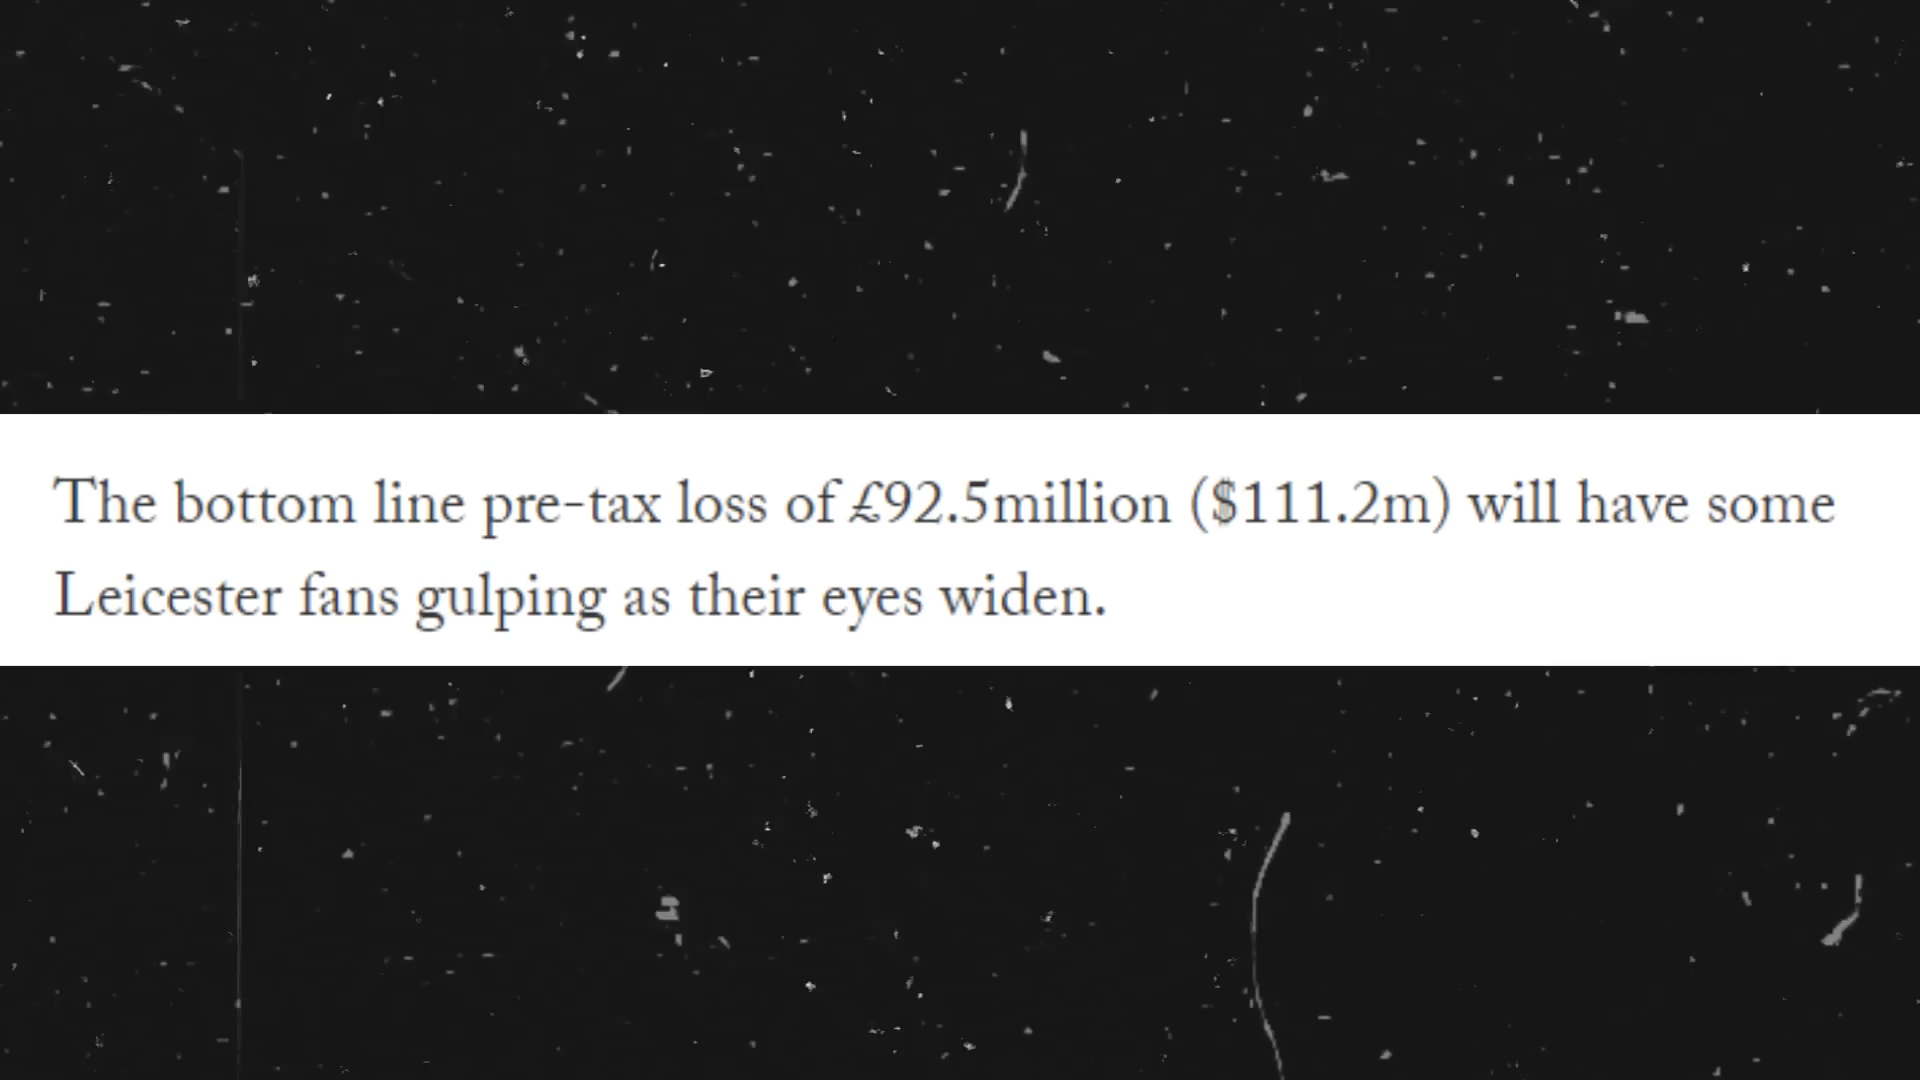 The bottom line pre-tax loss of £92.5million ($111.2m) will have some
Leicester fans gulping as their eyes widen.